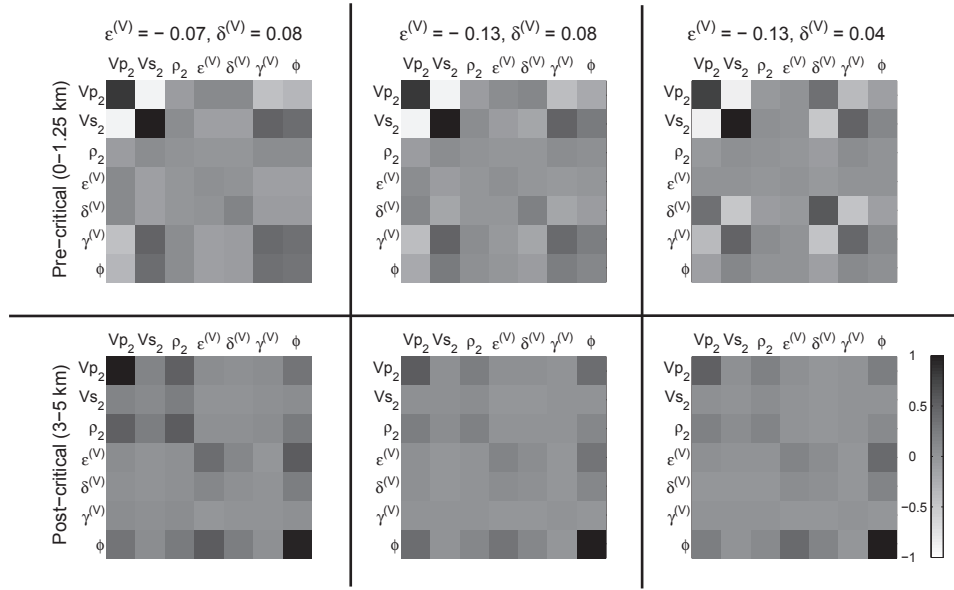 ε(V) = − 0.07, δ(V) = 0.08
ε(V) = − 0.13, δ(V) = 0.08
ε(V) = − 0.13, δ(V) = 0.04
Pre−critical (0−1.25 km)
Vp2 Vs2 ρ2 ε(V) δ(V) γ(V) ϕ
Vp2
Vs2
ρ2
ε(V)
δ(V)
γ(V)
ϕ
Vp2 Vs2 ρ2 ε(V) δ(V) γ(V) ϕ
Vp2
Vs2
ρ2
ε(V)
δ(V)
γ(V)
ϕ
Vp2 Vs2 ρ2 ε(V) δ(V) γ(V) ϕ
Vp2
Vs2
ρ2
ε(V)
δ(V)
γ(V)
ϕ
Post−critical (3−5 km)
Vp2 Vs2 ρ2 ε(V) δ(V) γ(V) ϕ
Vp2
Vs2
ρ2
ε(V)
δ(V)
γ(V)
ϕ
Vp2 Vs2 ρ2 ε(V) δ(V) γ(V) ϕ
Vp2
Vs2
ρ2
ε(V)
δ(V)
γ(V)
ϕ
Vp2 Vs2 ρ2 ε(V) δ(V) γ(V) ϕ
Vp2
Vs2
ρ2
ε(V)
δ(V)
γ(V)
ϕ
1
0.5
0
−0.5
−1